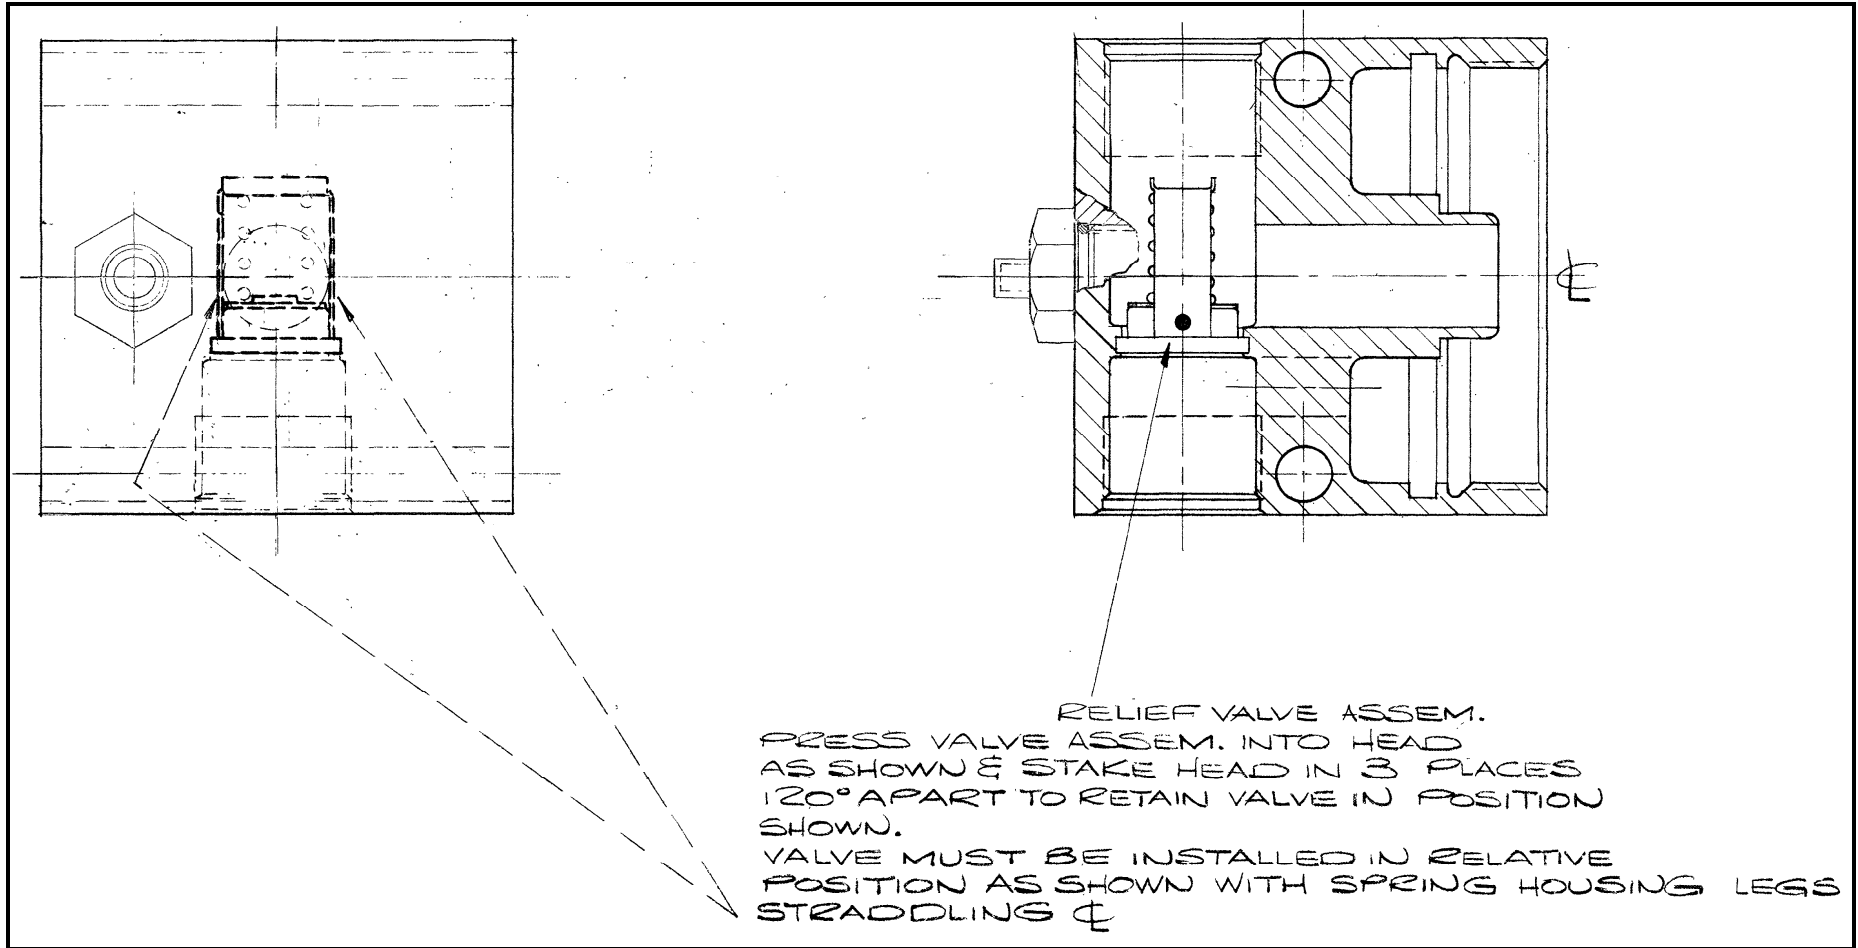 ℄
RELIEF VALVE ASSEM.
PRESS VALVE ASSEM. INTO HEAD
AS SHOWN & STAKE HEAD IN 3 PLACES
120° APART TO RETAIN VALVE IN POSITION
SHOWN.
VALVE MUST BE INSTALLED IN RELATIVE
POSITION AS SHOWN WITH SPRING HOUSING LEGS
STRADDLING ℄